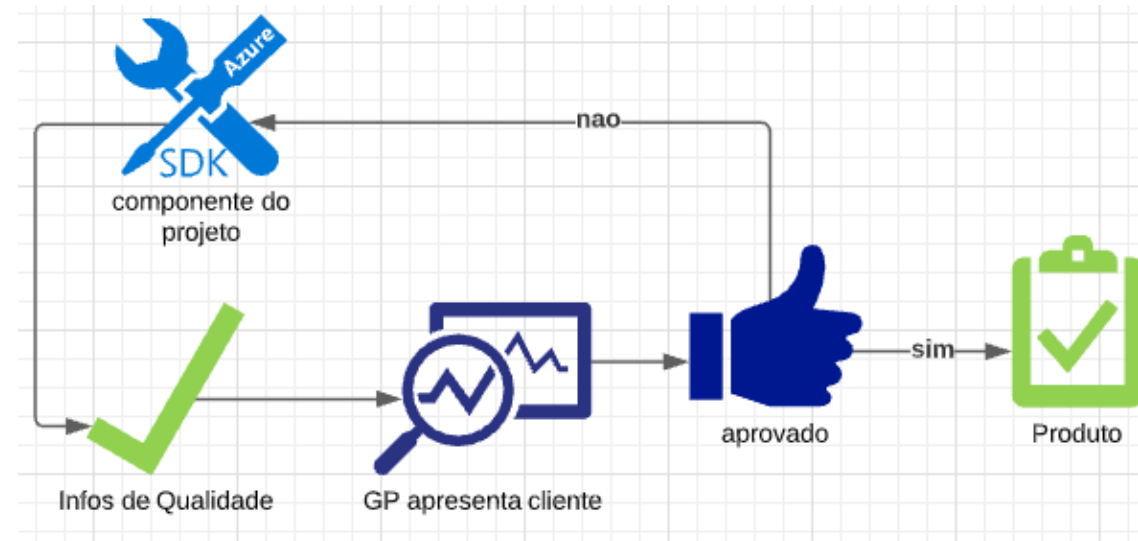 Azure
SDK
componente do
projeto
nao
Infos de Qualidade
GP apresenta cliente
aprovado
sim
Produto